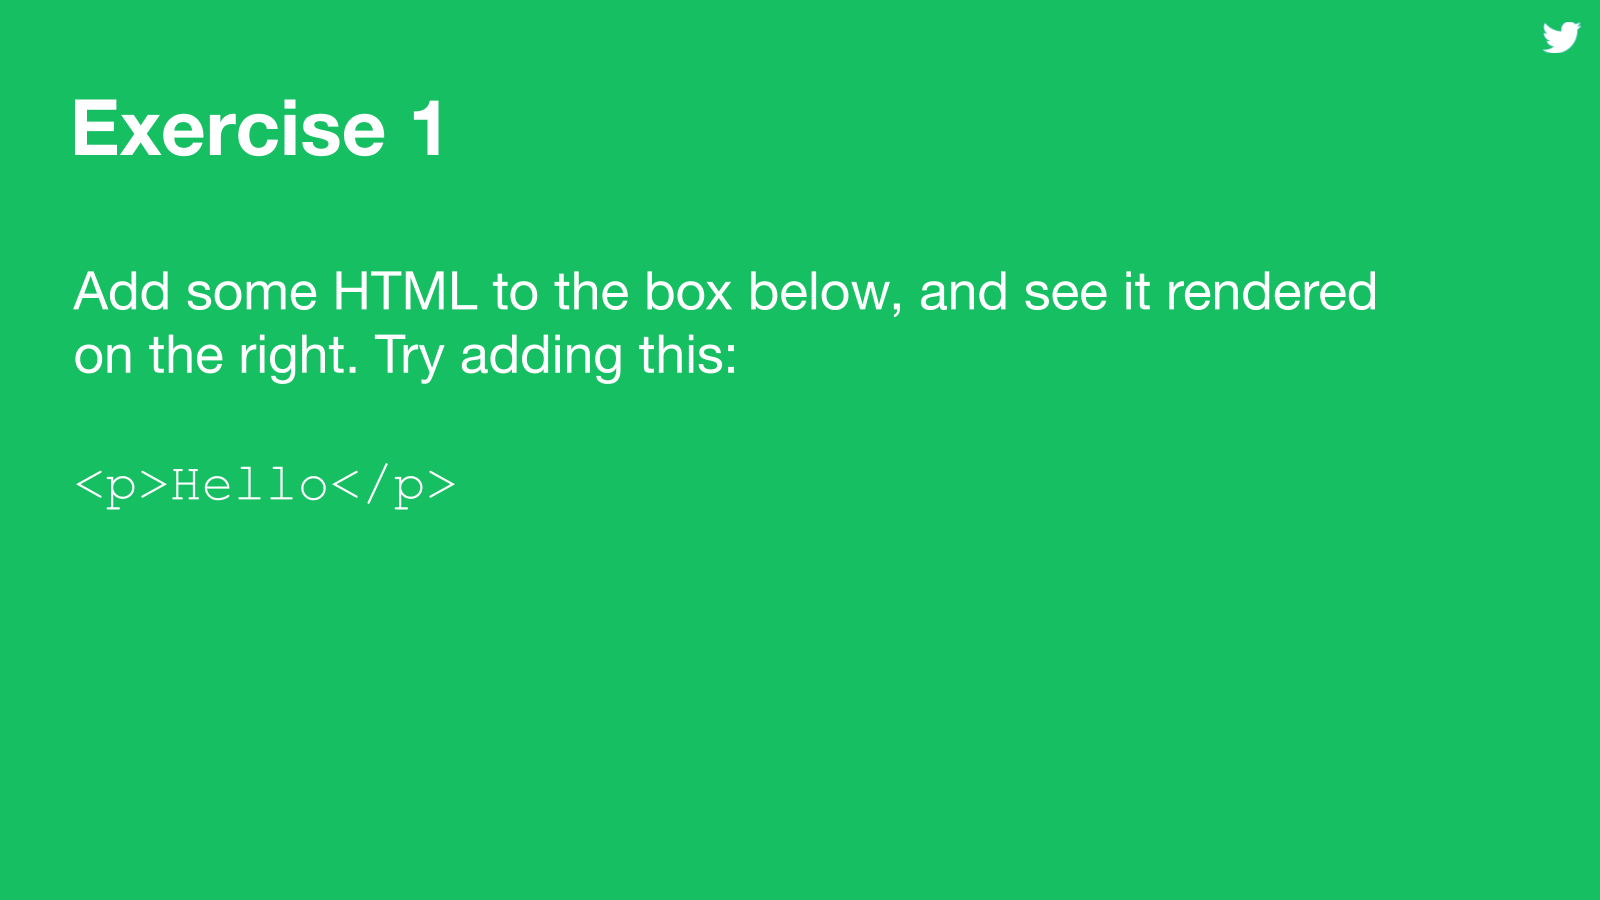 Exercise 1
Add some HTML to the box below, and see it rendered
on the right. Try adding this:
<p>Hello</p>